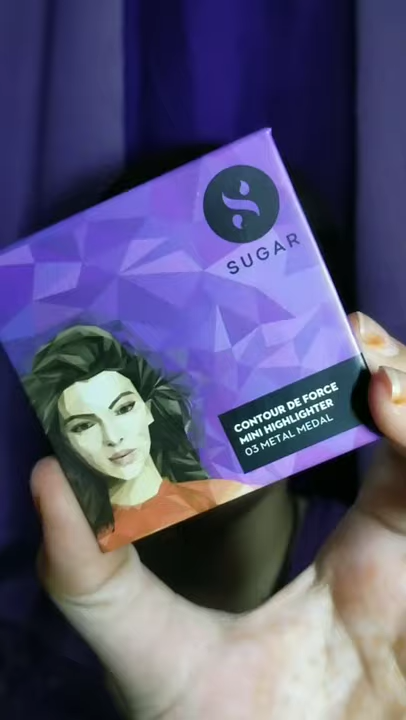 SUGAR
CONTOUR DE FORCE
MINI HIGHLIGHTER
03 METAL MEDAL